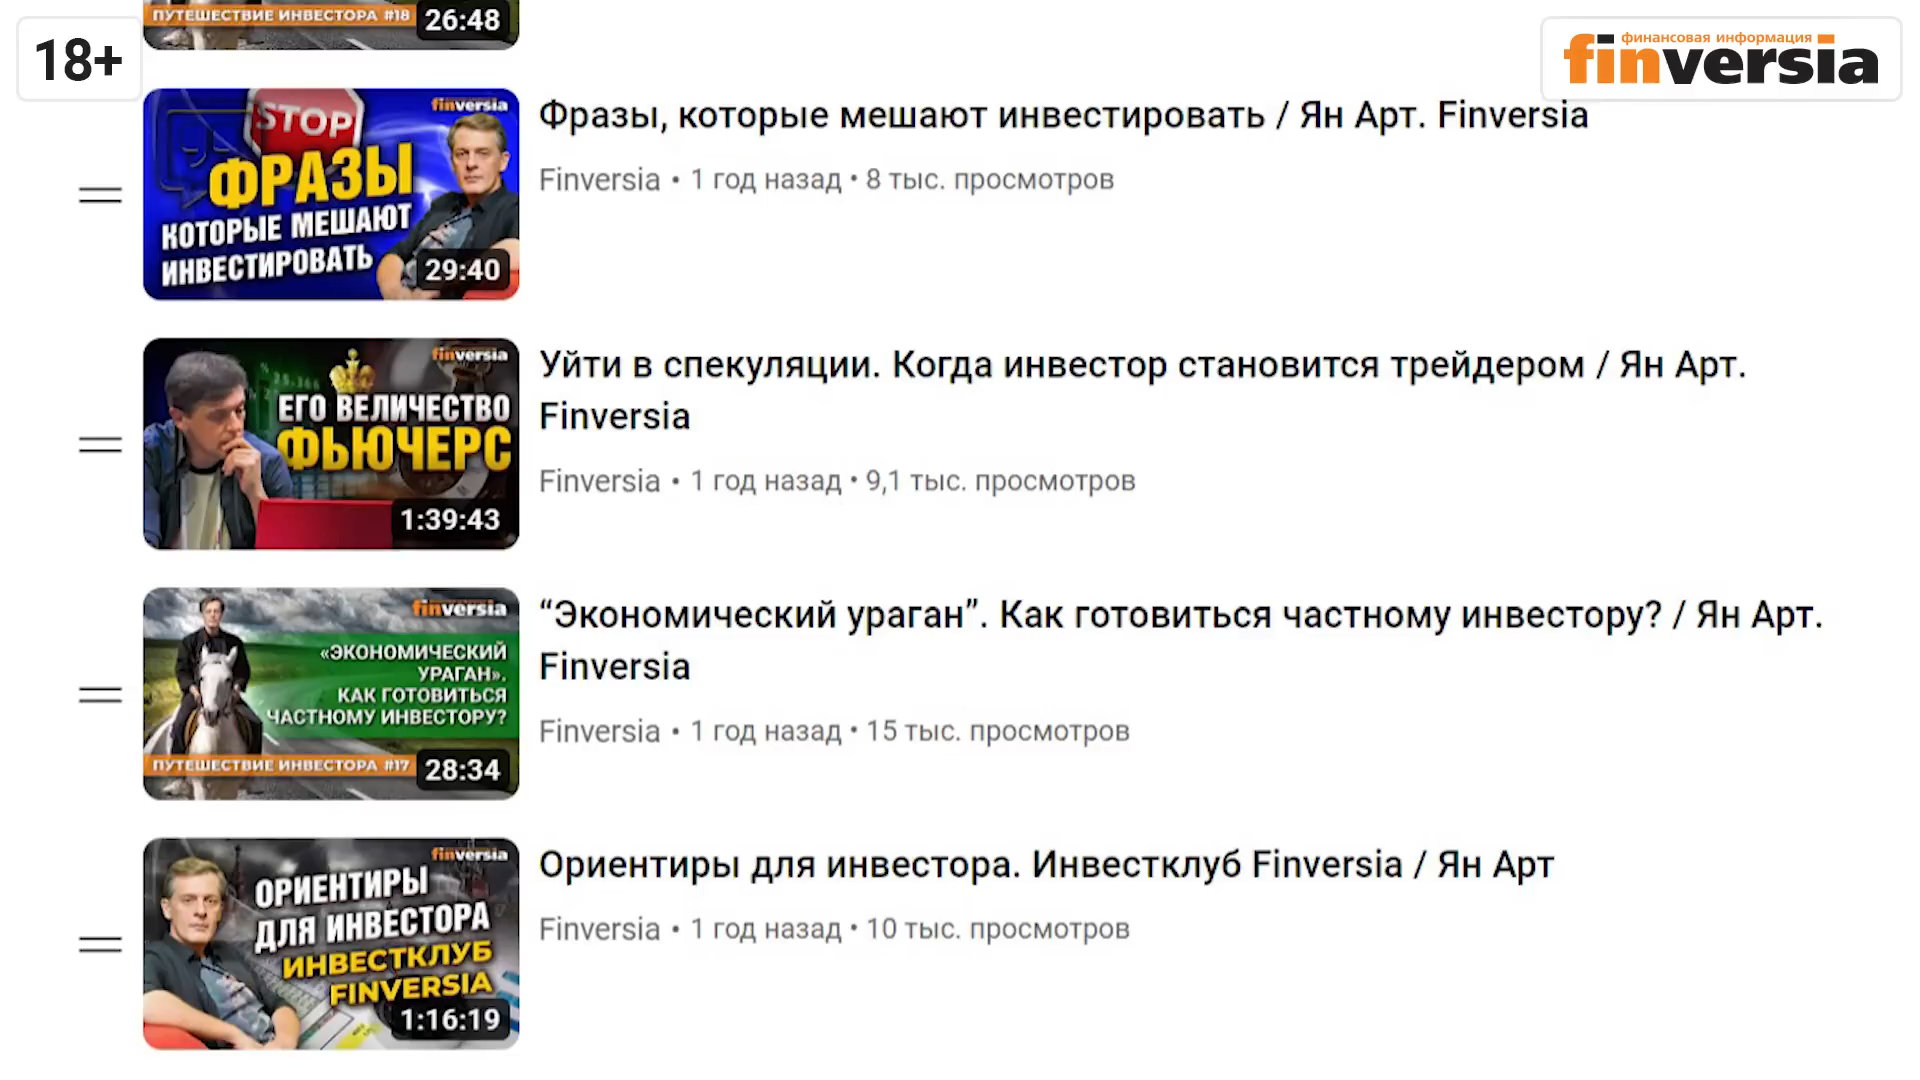 ПУТЕШЕСТВИЕ ИНВЕСТОРА #18
26:48
18+
финансовая информация
finversia
STOP
finversia
ФРАЗЫ
КОТОРЫЕ МЕШАЮТ
ИНВЕСТИРОВАТЬ
29:40
Фразы, которые мешают инвестировать / Ян Арт. Finversia
Finversia • 1 год назад • 8 тыс. просмотров
finversia
ЕГО ВЕЛИЧЕСТВО
ФЬЮЧЕРС
1:39:43
Уйти в спекуляции. Когда инвестор становится трейдером / Ян Арт.
Finversia
Finversia • 1 год назад • 9,1 тыс. просмотров
finversia
«ЭКОНОМИЧЕСКИЙ
УРАГАН».
КАК ГОТОВИТЬСЯ
ЧАСТНОМУ ИНВЕСТОРУ?
ПУТЕШЕСТВИЕ ИНВЕСТОРА #17
28:34
“Экономический ураган”. Как готовиться частному инвестору? / Ян Арт.
Finversia
Finversia • 1 год назад • 15 тыс. просмотров
finversia
ОРИЕНТИРЫ
ДЛЯ ИНВЕСТОРА
ИНВЕСТКЛУБ
FINVERSIA
1:16:19
Ориентиры для инвестора. Инвестклуб Finversia / Ян Арт
Finversia • 1 год назад • 10 тыс. просмотров